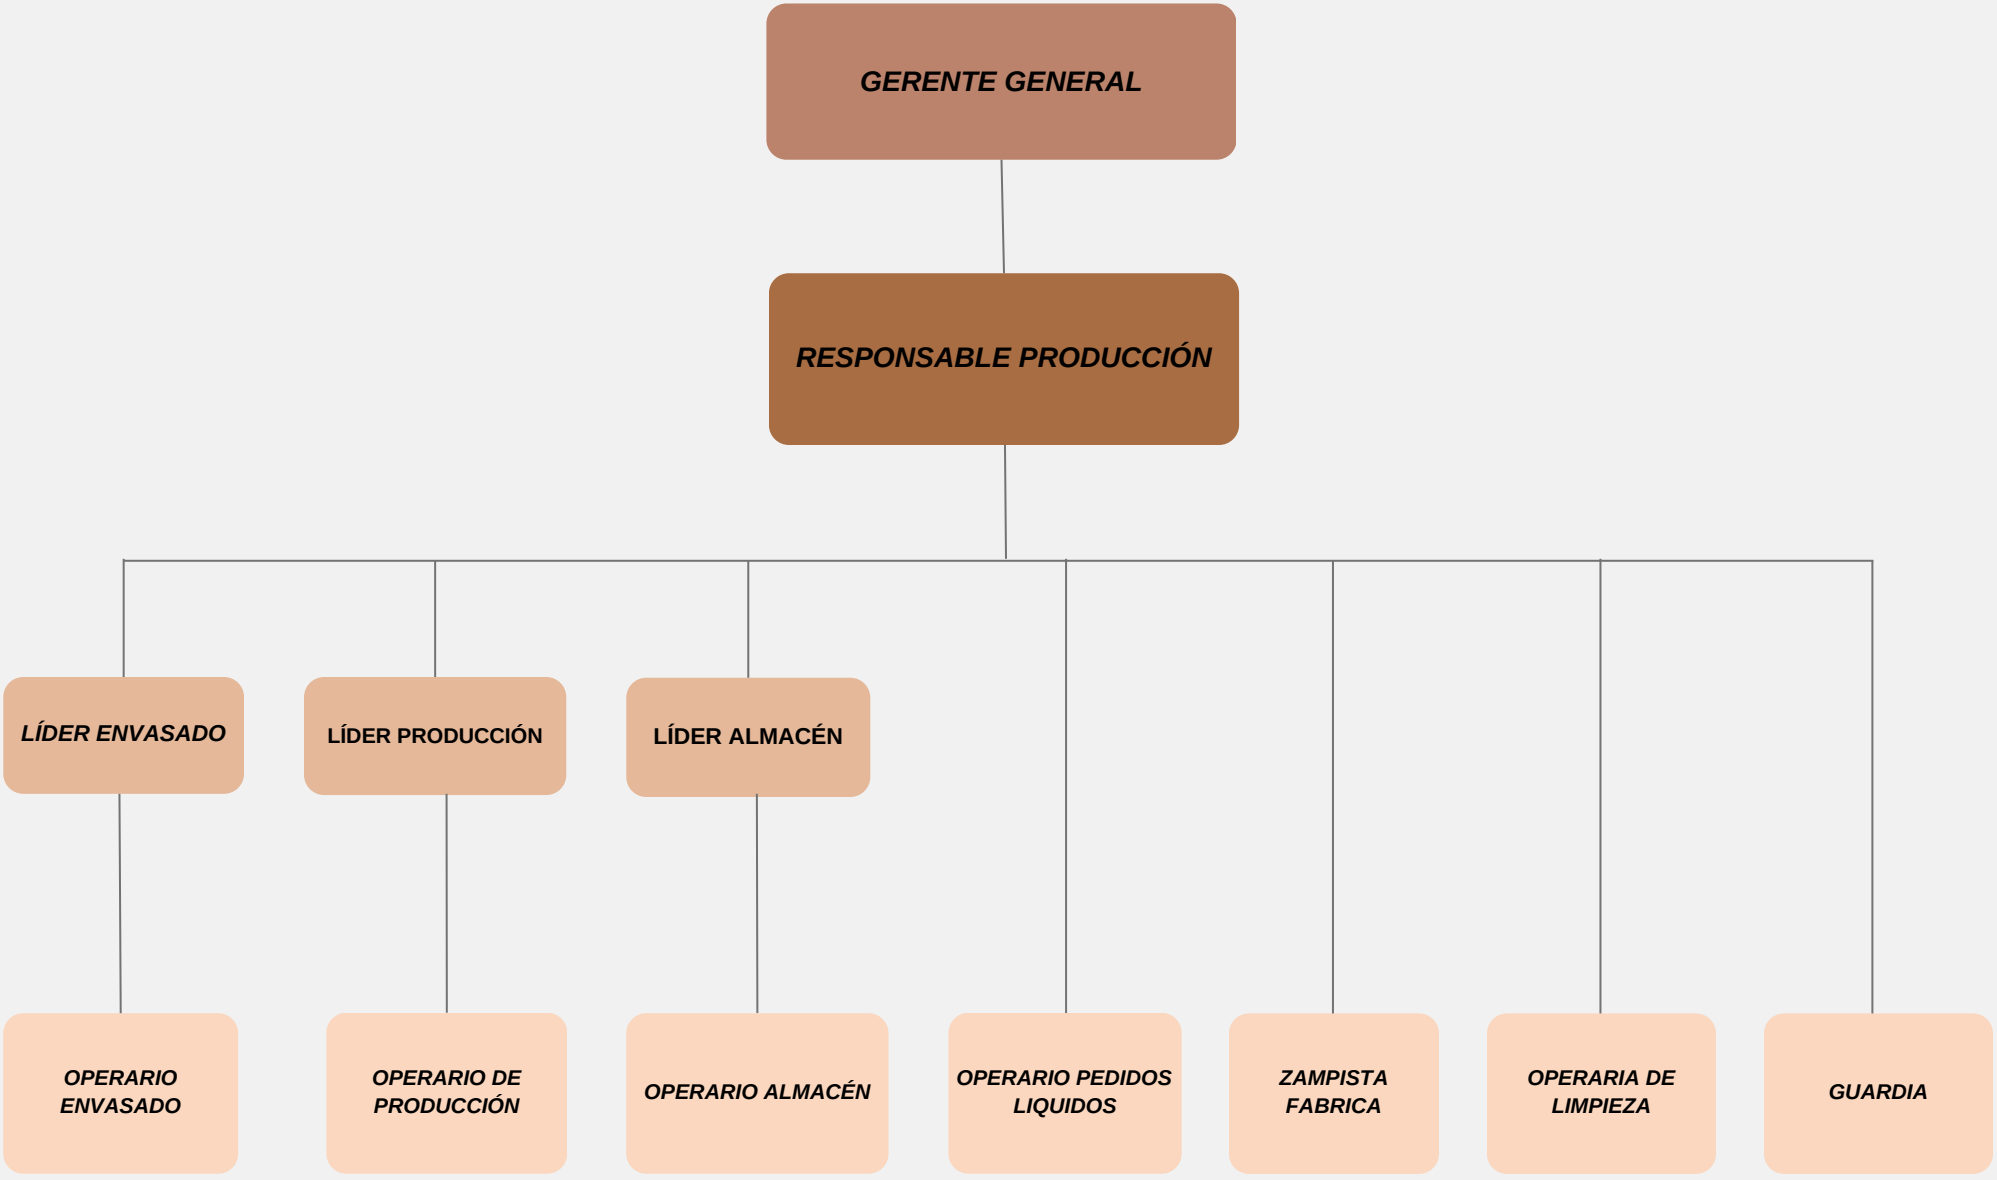 GERENTE GENERAL
RESPONSABLE PRODUCCIÓN
LÍDER ENVASADO
LÍDER PRODUCCIÓN
LÍDER ALMACÉN
OPERARIO
ENVASADO
OPERARIO DE
PRODUCCIÓN
OPERARIO ALMACÉN
OPERARIO PEDIDOS
LIQUIDOS
ZAMPISTA
FABRICA
OPERARIA DE
LIMPIEZA
GUARDIA